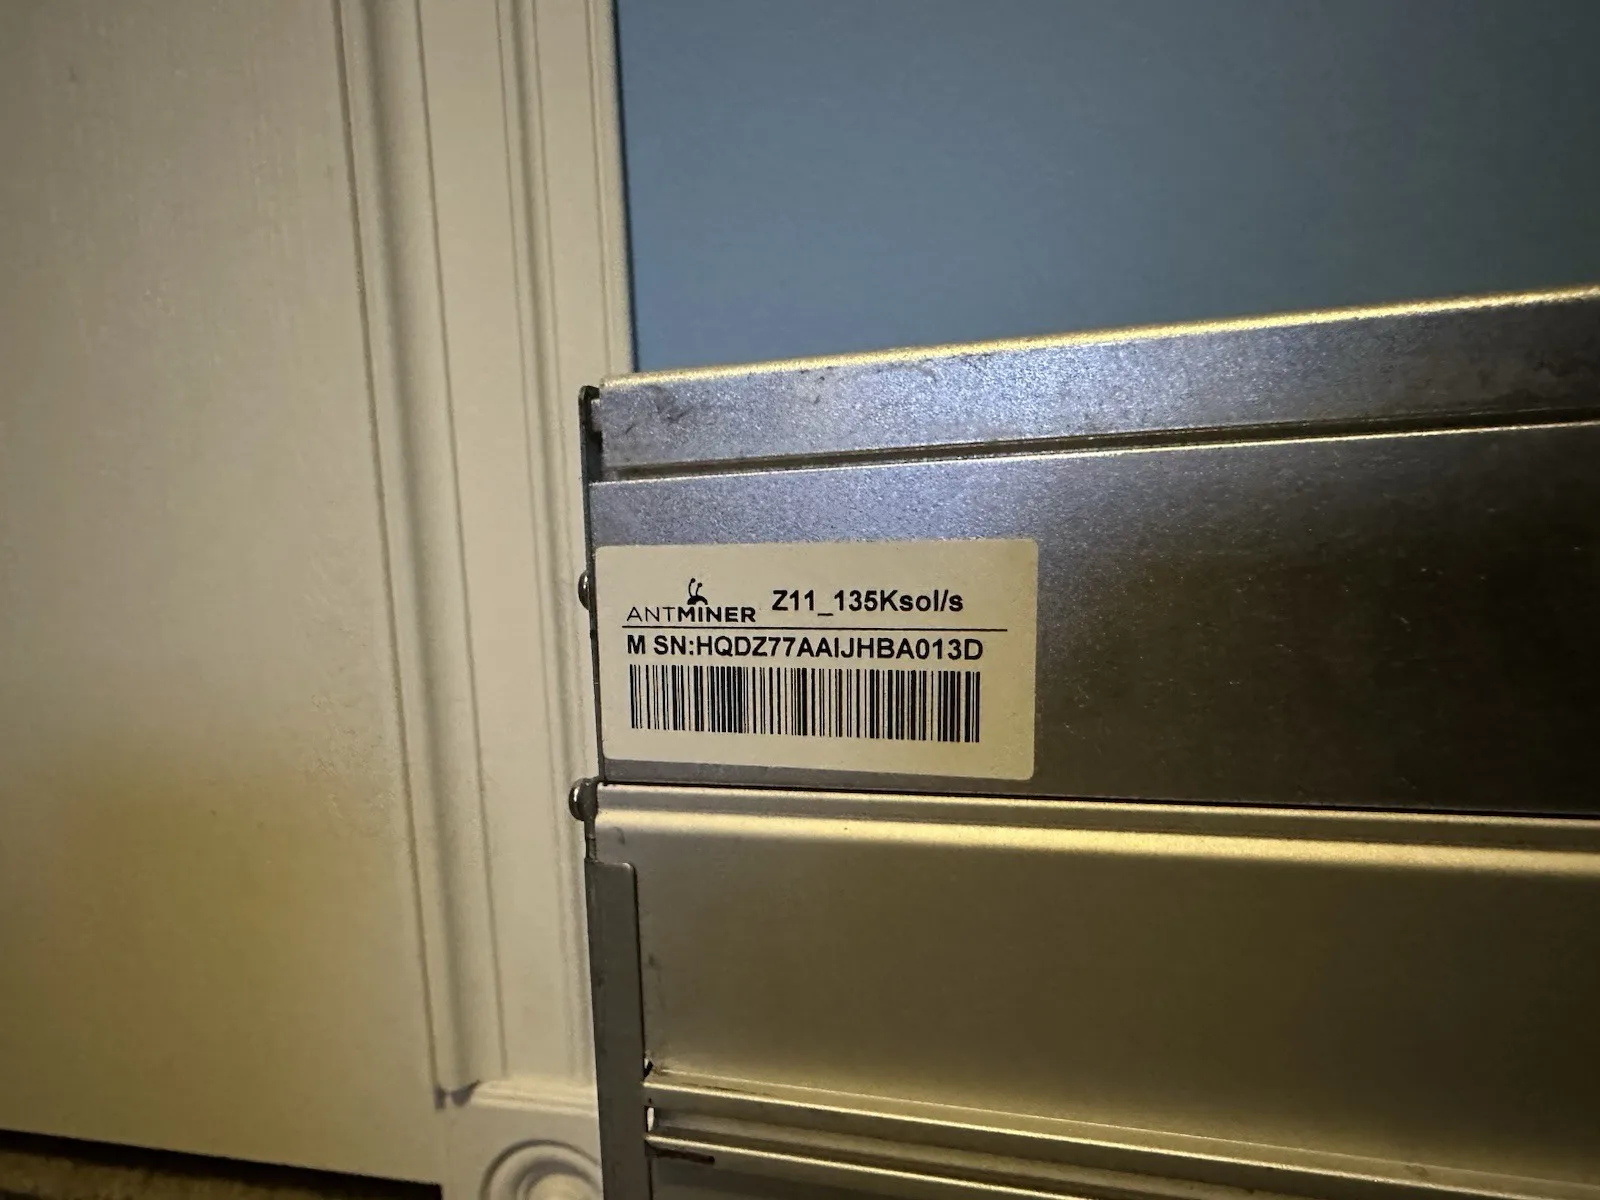 ANTMINER Z11_135Ksol/s
M SN:HQDZ77AAIJHBA013D